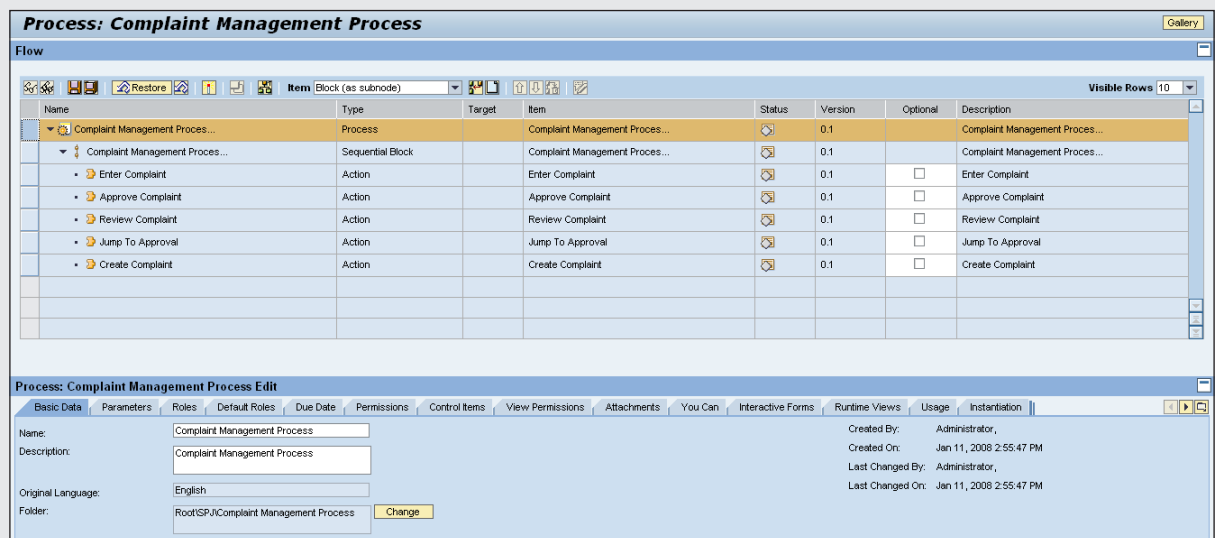 Process: Complaint Management Process Gallery
Flow
Restore Item Block (as subnode) Visible Rows 10
Name Type Target Item Status Version Optional Description
Complaint Management Proces... Process Complaint Management Proces... 0.1 Complaint Management Proces...
Complaint Management Proces... Sequential Block Complaint Management Proces... 0.1 Complaint Management Proces...
Enter Complaint Action Enter Complaint 0.1 Enter Complaint
Approve Complaint Action Approve Complaint 0.1 Approve Complaint
Review Complaint Action Review Complaint 0.1 Review Complaint
Jump To Approval Action Jump To Approval 0.1 Jump To Approval
Create Complaint Action Create Complaint 0.1 Create Complaint
Process: Complaint Management Process Edit
Basic Data Parameters Roles Default Roles Due Date Permissions Control Items View Permissions Attachments You Can Interactive Forms Runtime Views Usage Instantiation
Name: Complaint Management Process Created By: Administrator,
Description: Complaint Management Process Created On: Jan 11, 2008 2:55:47 PM
Last Changed By: Administrator,
Original Language: English Last Changed On: Jan 11, 2008 2:55:47 PM
Folder: Root\SPJ\Complaint Management Process Change